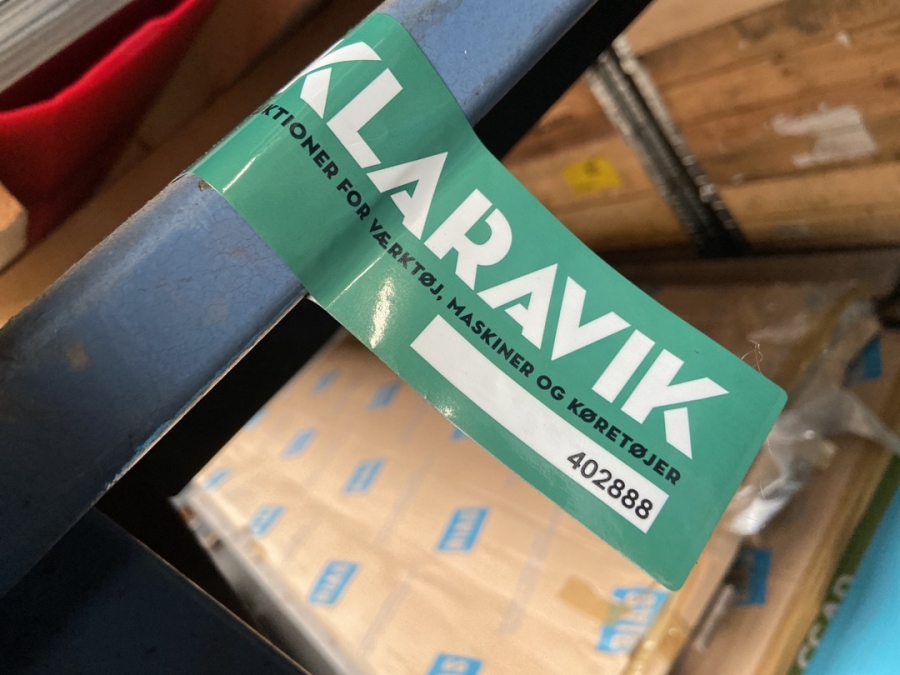 KLARAVIK
KTIONER FOR VÆRKTØJ, MASKINER OG KØRETØJER
402888